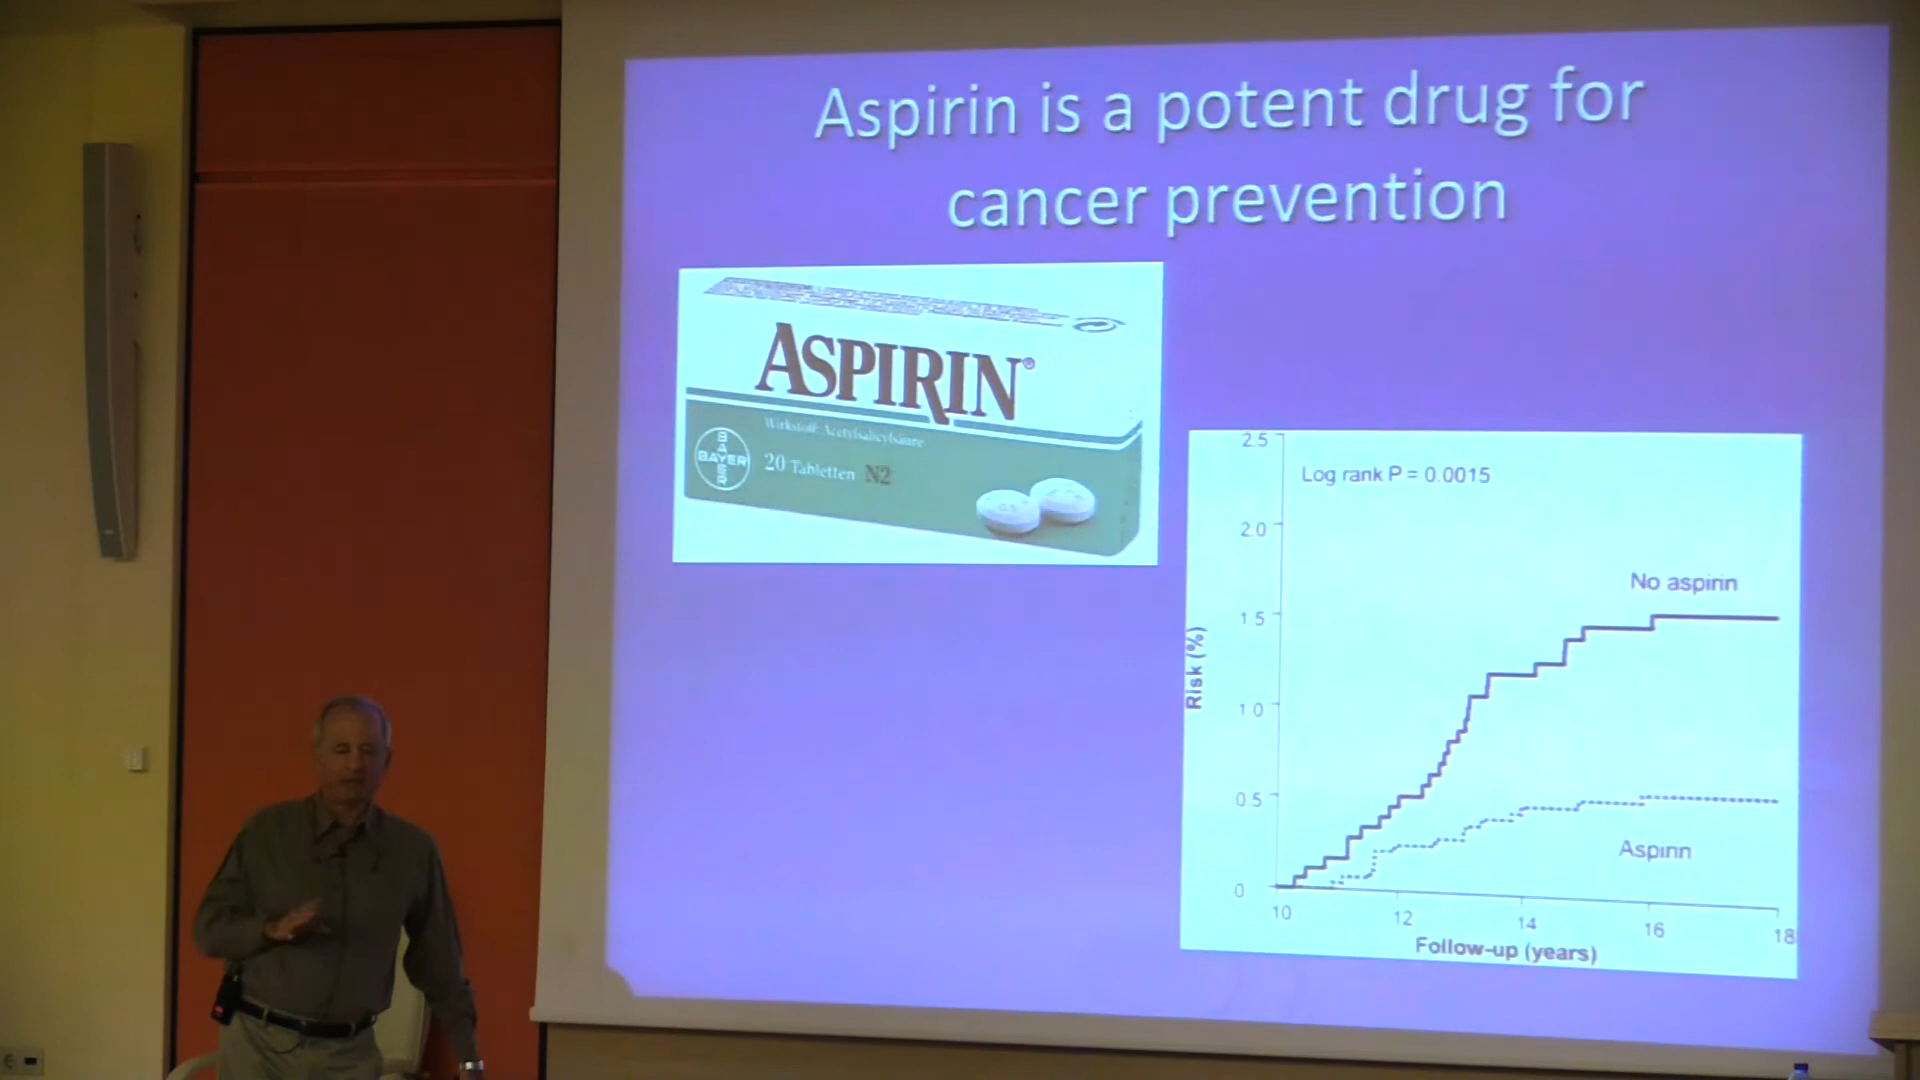 Aspirin is a potent drug for
cancer prevention
ASPIRIN®
Wirkstoff: Acetylsalicylsäure
20 Tabletten N2
BAYER
BAYER
2.5
Log rank P = 0.0015
2.0
No aspirin
1 5
Risk (%)
1 0
0 5
Aspirin
0
10
12
14
16
18
Follow-up (years)